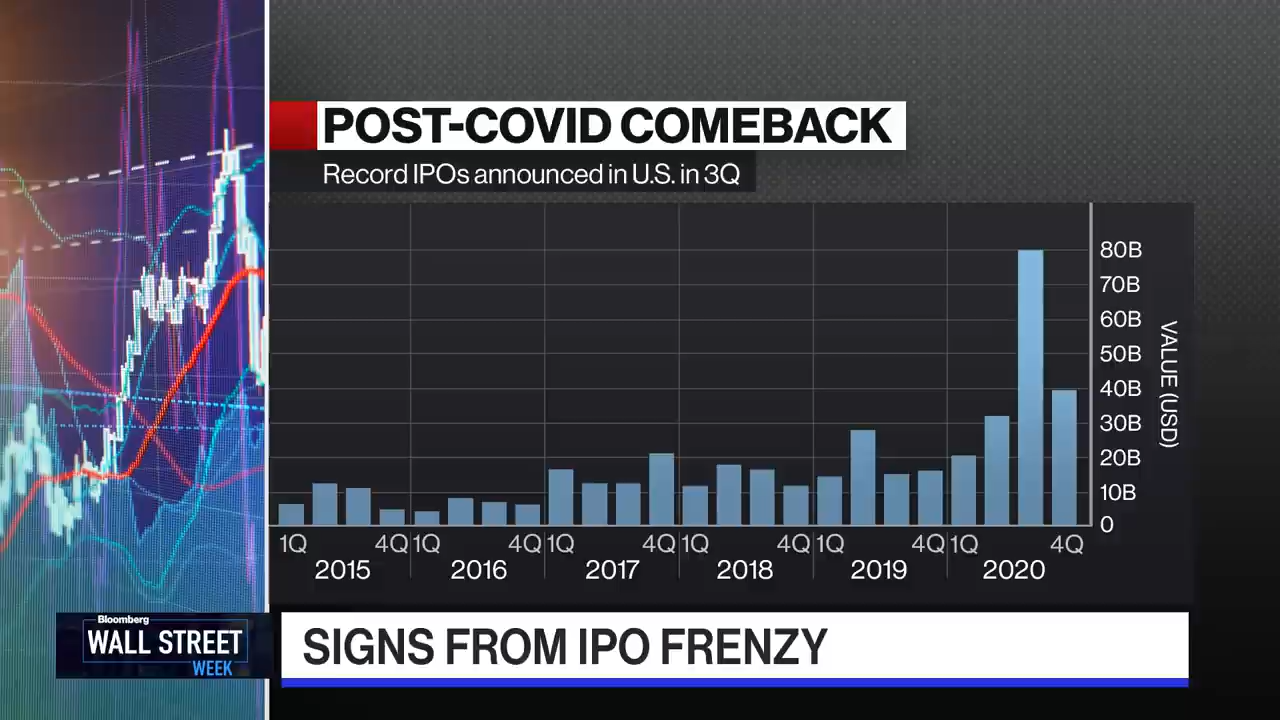 POST-COVID COMEBACK
Record IPOs announced in U.S. in 3Q
80B
70B
60B
50B
40B
30B
20B
10B
0
VALUE (USD)
1Q 4Q 1Q 4Q 1Q 4Q 1Q 4Q 1Q 4Q 1Q 4Q
2015 2016 2017 2018 2019 2020
Bloomberg
WALL STREET
WEEK
SIGNS FROM IPO FRENZY